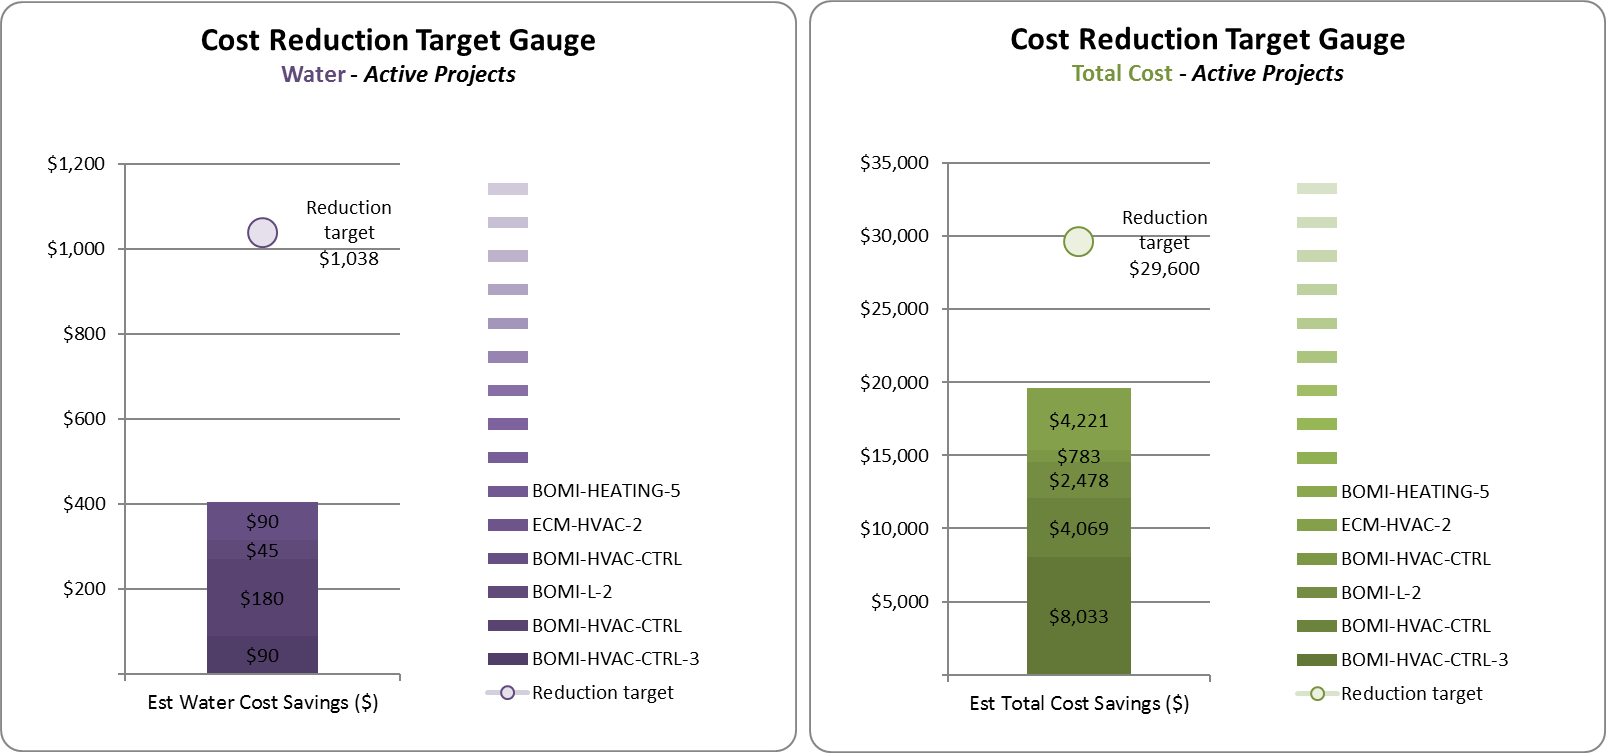 Cost Reduction Target Gauge
Water - Active Projects
$1,200
$1,000
$800
$600
$400
$200
Reduction
target
$1,038
$90
$45
$180
$90
Est Water Cost Savings ($)
BOMI-HEATING-5
ECM-HVAC-2
BOMI-HVAC-CTRL
BOMI-L-2
BOMI-HVAC-CTRL
BOMI-HVAC-CTRL-3
Reduction target
Cost Reduction Target Gauge
Total Cost - Active Projects
$35,000
$30,000
$25,000
$20,000
$15,000
$10,000
$5,000
Reduction
target
$29,600
$4,221
$783
$2,478
$4,069
$8,033
Est Total Cost Savings ($)
BOMI-HEATING-5
ECM-HVAC-2
BOMI-HVAC-CTRL
BOMI-L-2
BOMI-HVAC-CTRL
BOMI-HVAC-CTRL-3
Reduction target